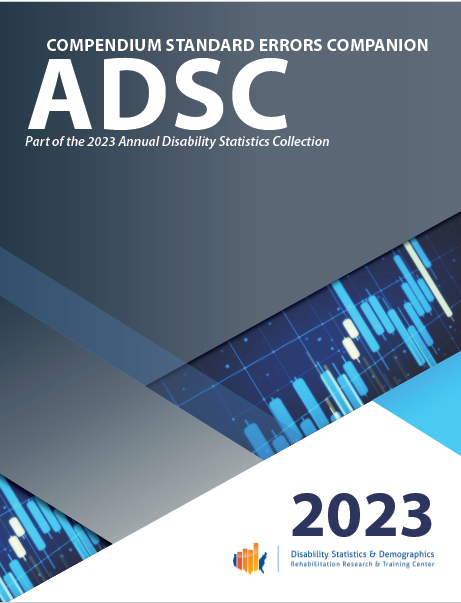 COMPENDIUM STANDARD ERRORS COMPANION
ADSC
Part of the 2023 Annual Disability Statistics Collection
2023
Disability Statistics & Demographics
Rehabilitation Research & Training Center